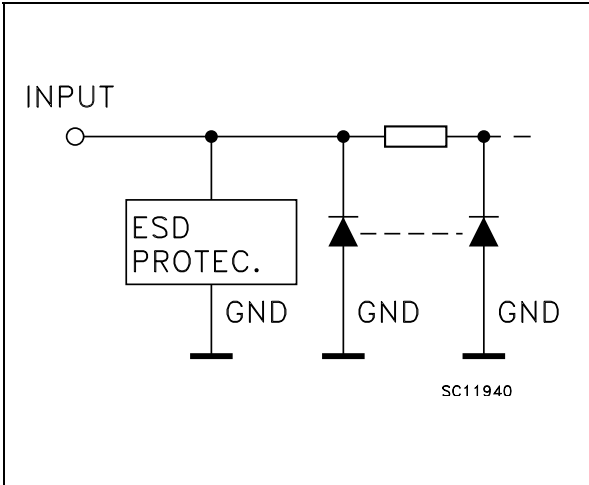 INPUT
ESD
PROTEC.
GND
GND
GND
SC11940